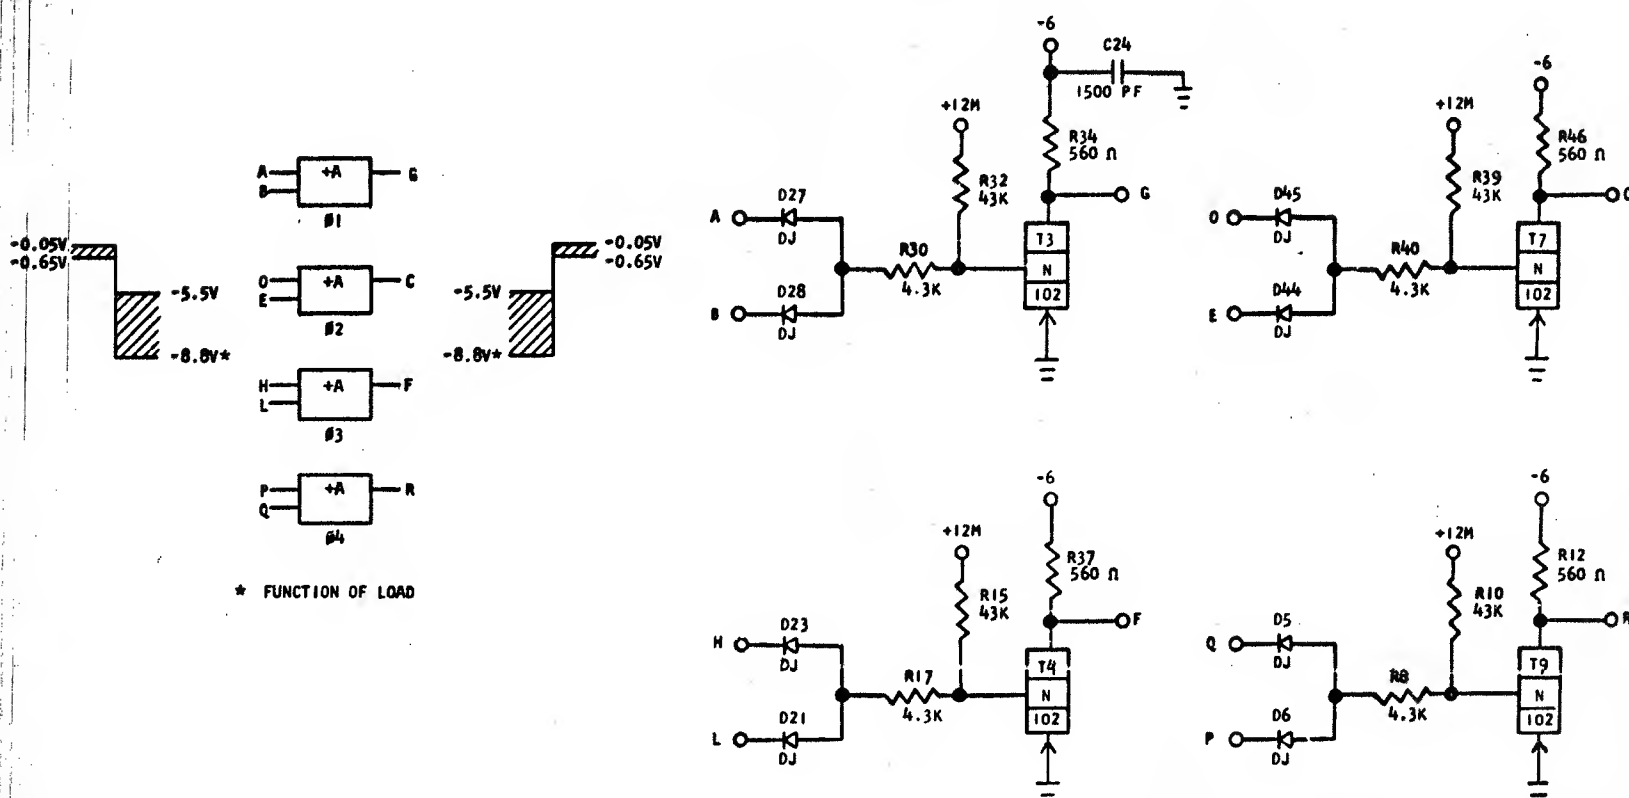 A
B
+A
G
Ø1
-0.05V
-0.65V
-5.5V
-8.8V*
O
E
+A
C
Ø2
-0.05V
-0.65V
-5.5V
-8.8V*
H
L
+A
F
Ø3
P
Q
+A
R
Ø4
* FUNCTION OF LOAD
-6
C24
1500 PF
+12M
R34
560 Ω
R32
43K
G
A
D27
DJ
B
D28
DJ
R30
4.3K
T3
N
102
-6
+12M
R46
560 Ω
R39
43K
O
D45
DJ
E
D44
DJ
R40
4.3K
T7
N
102
-6
+12M
R37
560 Ω
R15
43K
F
H
D23
DJ
L
D21
DJ
R17
4.3K
T4
N
102
-6
+12M
R12
560 Ω
R10
43K
R
Q
D5
DJ
P
D6
DJ
R8
4.3K
T9
N
102